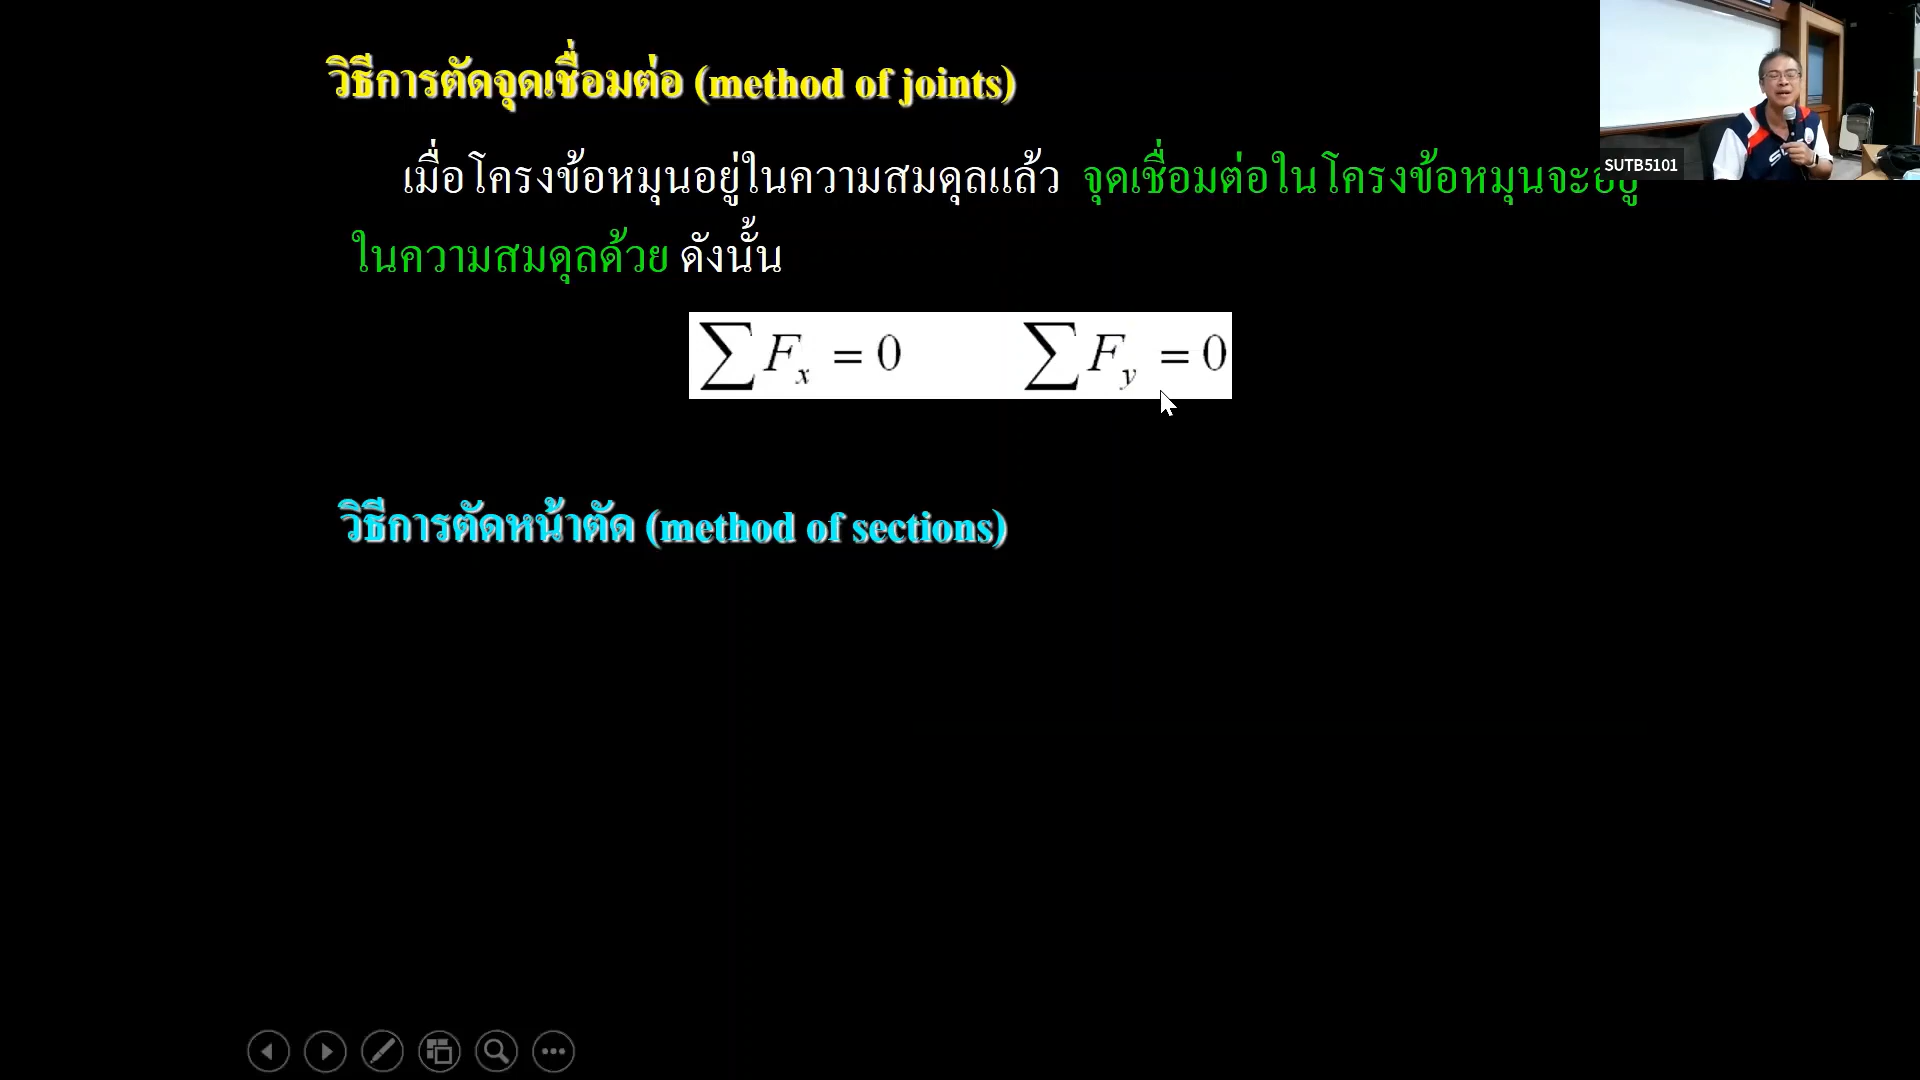 วิธีการตัดจุดเชื่อมต่อ (method of joints)
เมื่อโครงข้อหมุนอยู่ในความสมดุลแล้ว จุดเชื่อมต่อในโครงข้อหมุนจะอยู่
ในความสมดุลด้วย ดังนั้น
∑ Fₓ = 0 ∑ F_y = 0
วิธีการตัดหน้าตัด (method of sections)
SUTB5101